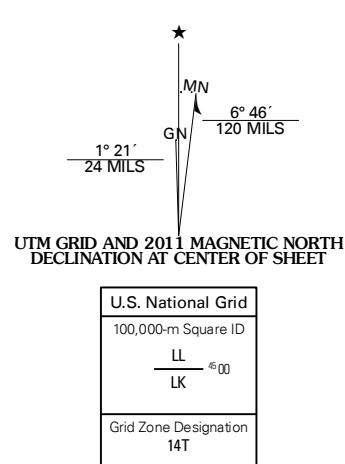 ★
MN
GN
6° 46´
120 MILS
1° 21´
24 MILS
UTM GRID AND 2011 MAGNETIC NORTH
DECLINATION AT CENTER OF SHEET
U.S. National Grid
100,000-m Square ID
LL
4500
LK
Grid Zone Designation
14T